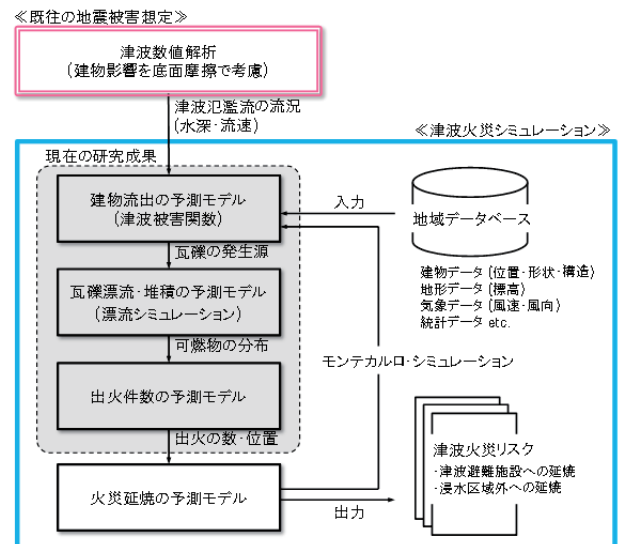 ≪既往の地震被害想定≫
津波数値解析
(建物影響を底面摩擦で考慮)
津波氾濫流の流況
(水深・流速)
≪津波火災シミュレーション≫
現在の研究成果
建物流出の予測モデル
(津波被害関数)
入力
地域データベース
瓦礫の発生源
建物データ (位置・形状・構造)
地形データ (標高)
気象データ (風速・風向)
統計データ etc.
瓦礫漂流・堆積の予測モデル
(漂流シミュレーション)
可燃物の分布
モンテカルロ・シミュレーション
出火件数の予測モデル
出火の数・位置
火災延焼の予測モデル
出力
津波火災リスク
・津波避難施設への延焼
・浸水区域外への延焼